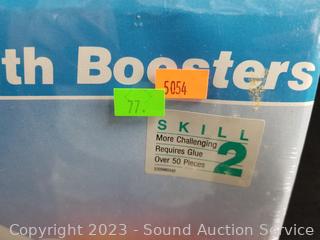 th Boosters
5054
77.
SKILL
More Challenging
Requires Glue
Over 50 Pieces
2
Copyright 2023 - Sound Auction Service